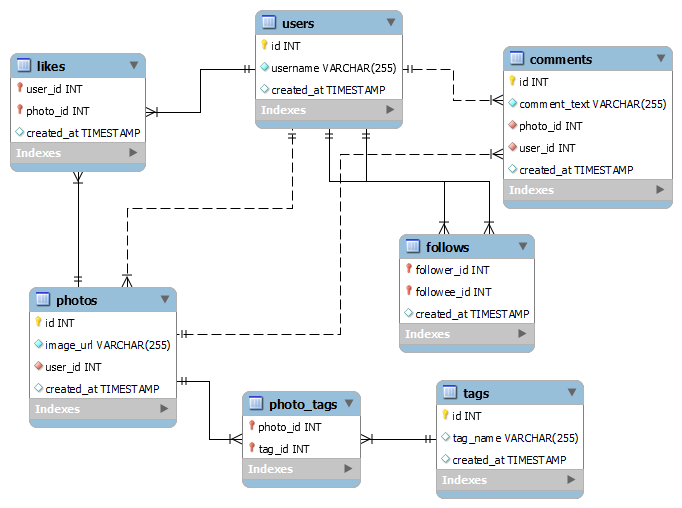 users
id INT
username VARCHAR(255)
created_at TIMESTAMP
Indexes
likes
user_id INT
photo_id INT
created_at TIMESTAMP
Indexes
comments
id INT
comment_text VARCHAR(255)
photo_id INT
user_id INT
created_at TIMESTAMP
Indexes
follows
follower_id INT
followee_id INT
created_at TIMESTAMP
Indexes
photos
id INT
image_url VARCHAR(255)
user_id INT
created_at TIMESTAMP
Indexes
photo_tags
photo_id INT
tag_id INT
Indexes
tags
id INT
tag_name VARCHAR(255)
created_at TIMESTAMP
Indexes